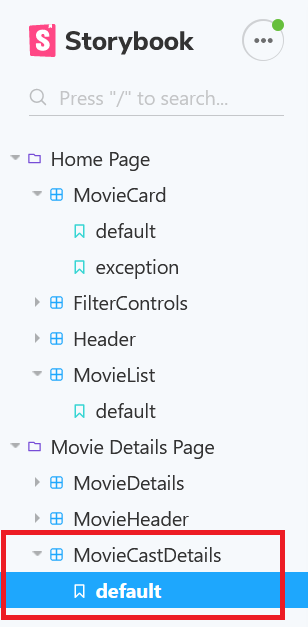 Storybook
Press "/" to search...
Home Page
MovieCard
default
exception
FilterControls
Header
MovieList
default
Movie Details Page
MovieDetails
MovieHeader
MovieCastDetails
default